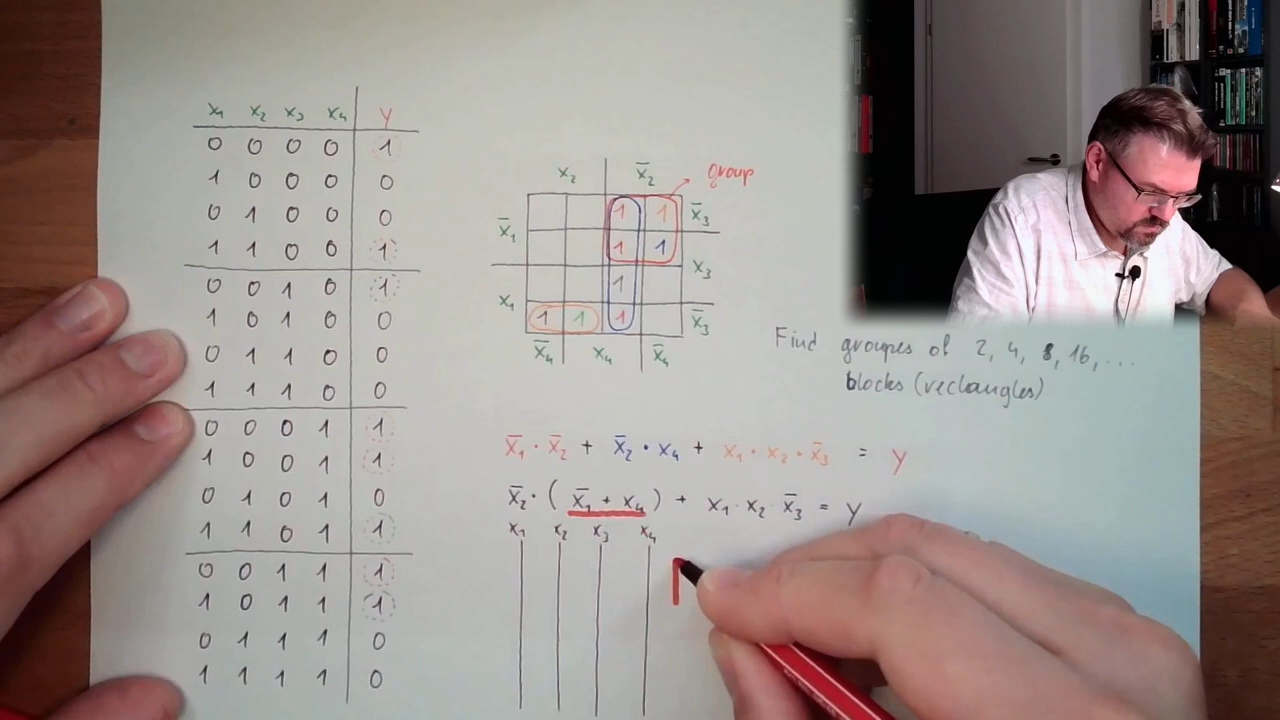 x₁ x₂ x₃ x₄ y
0 0 0 0 1
1 0 0 0 0
0 1 0 0 0
1 1 0 0 1
0 0 1 0 1
1 0 1 0 0
0 1 1 0 0
1 1 1 0 0
0 0 0 1 1
1 0 0 1 1
0 1 0 1 0
1 1 0 1 1
0 0 1 1 1
1 0 1 1 1
0 1 1 1 0
1 1 1 1 0
x₂ x̅₂ group
x̅₁ 1 1 x̅₃
1 1 x₃
x₁ 1
1 1 1 x̅₃
x̅₄ x₄ x̅₄
Find groupes of 2, 4, 8, 16, ...
blocks (rectangles)
x̅₁ · x̅₂ + x̅₂ · x₄ + x₁ · x₂ · x̅₃ = y
x̅₂ · ( x̅₁ + x₄ ) + x₁ · x₂ · x̅₃ = y
x₁ x₂ x₃ x₄